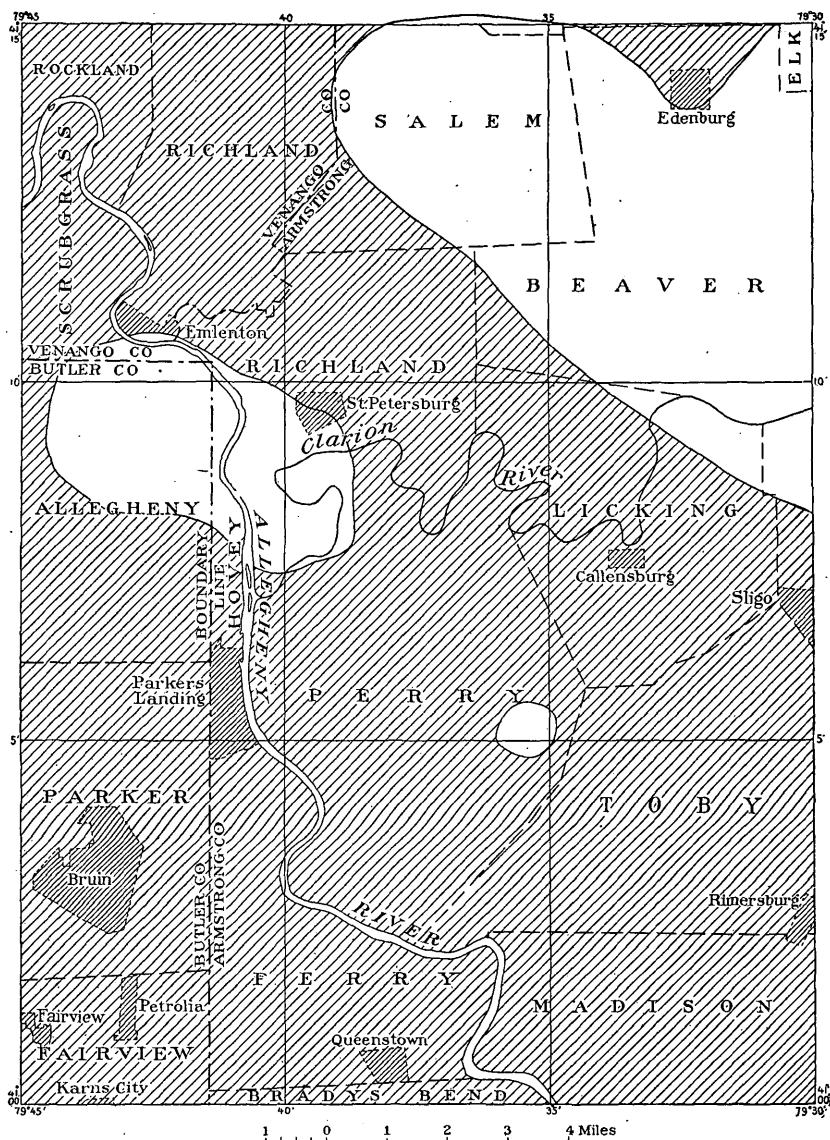 79°45'
40'
35'
79°30'
41°
15'
41°
15'
ROCKLAND
CO
CO
SALEM
ELK
Edenburg
RICHLAND
VENANGO
ARMSTRONG
SCRUBGRASS
BEAVER
Emlenton
VENANGO CO
BUTLER CO
RICHLAND
10'
10'
St. Petersburg
Clarion
River
ALLEGHENY
LICKING
BOUNDARY
LINE
HOVEY
ALLEGHENY
Callensburg
Sligo
Parkers
Landing
PERRY
5'
5'
PARKER
TOBY
Bruin
BUTLER CO
ARMSTRONG CO
Rimersburg
RIVER
PERRY
Petrolia
MADISON
Fairview
Queenstown
FAIRVIEW
Karns City
BRADYS BEND
41°
00'
41°
00'
79°45'
40'
35'
79°30'
1 0 1 2 3 4 Miles